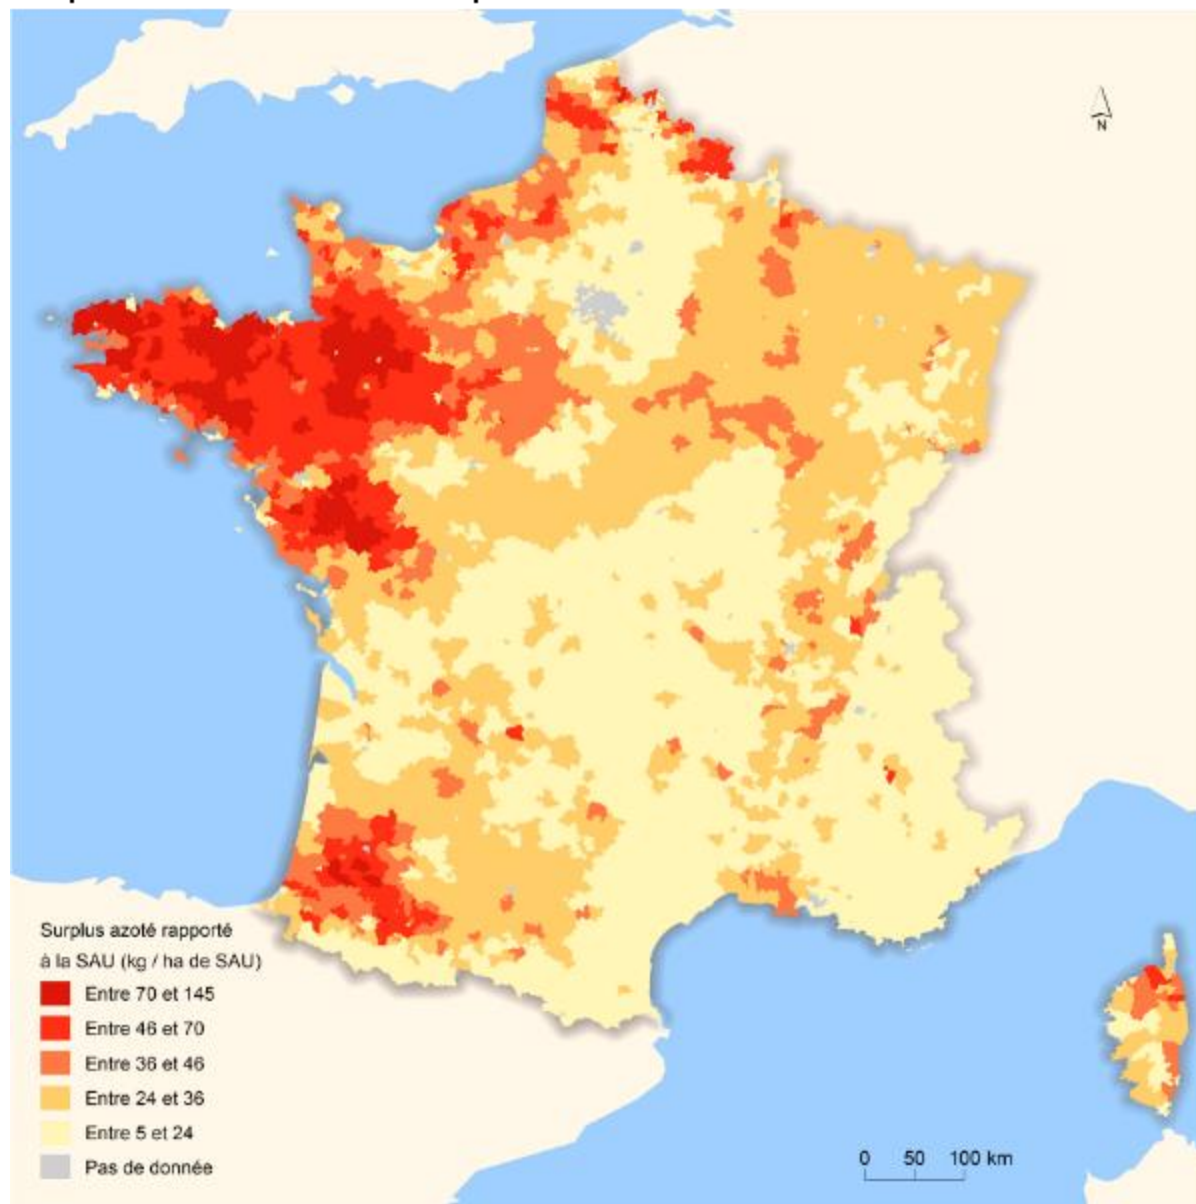 N
Surplus azoté rapporté
à la SAU (kg / ha de SAU)
Entre 70 et 145
Entre 46 et 70
Entre 36 et 46
Entre 24 et 36
Entre 5 et 24
Pas de donnée
0 50 100 km